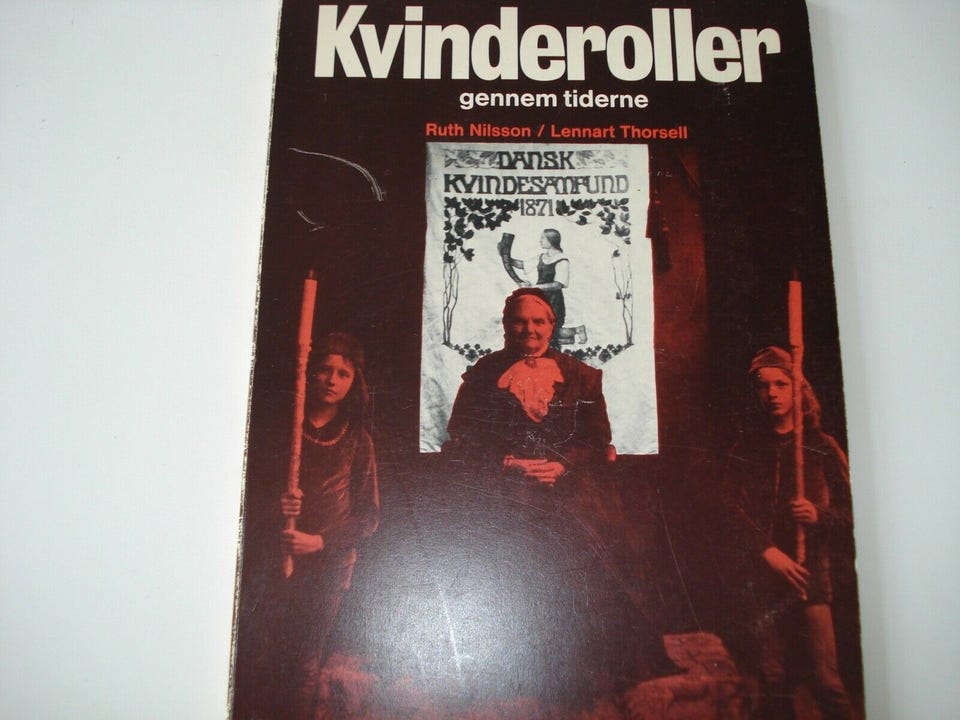 Kvinderoller
gennem tiderne
Ruth Nilsson / Lennart Thorsell
DANSK
KVINDESAMFUND
1871